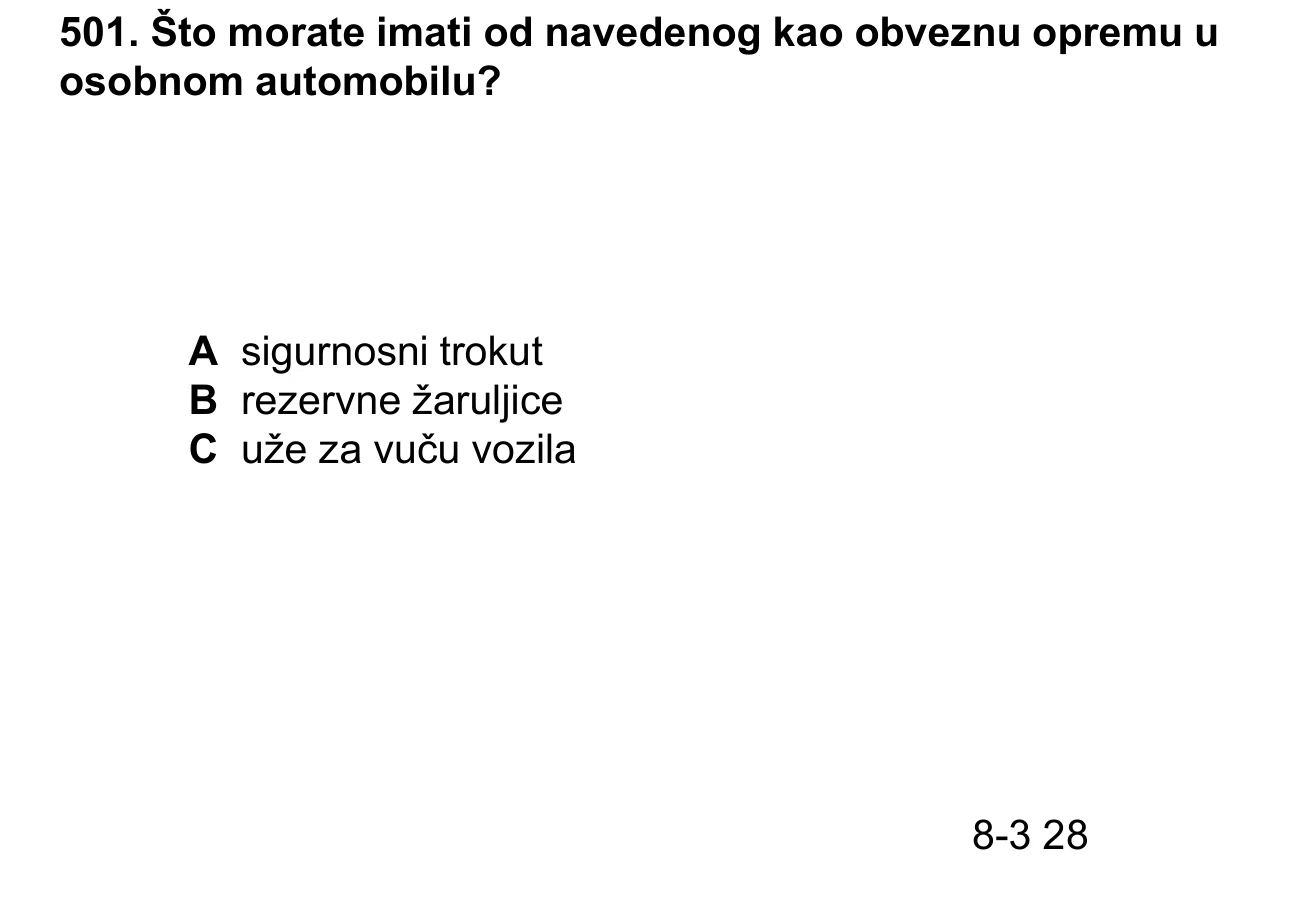 501. Što morate imati od navedenog kao obveznu opremu u
osobnom automobilu?
A sigurnosni trokut
B rezervne žaruljice
C uže za vuču vozila
8-3 28